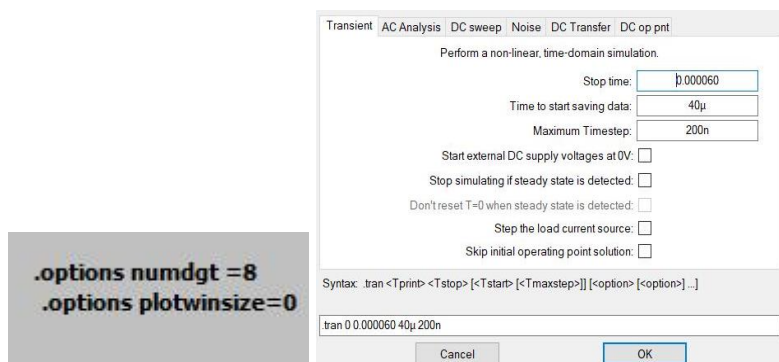 .options numdgt =8
.options plotwinsize=0
Transient AC Analysis DC sweep Noise DC Transfer DC op pnt
Perform a non-linear, time-domain simulation.
Stop time: 0.000060
Time to start saving data: 40µ
Maximum Timestep: 200n
Start external DC supply voltages at 0V:
Stop simulating if steady state is detected:
Don't reset T=0 when steady state is detected:
Step the load current source:
Skip initial operating point solution:
Syntax: .tran <Tprint> <Tstop> [<Tstart> [<Tmaxstep>]] [<option> [<option>] ...]
.tran 0 0.000060 40µ 200n
Cancel OK